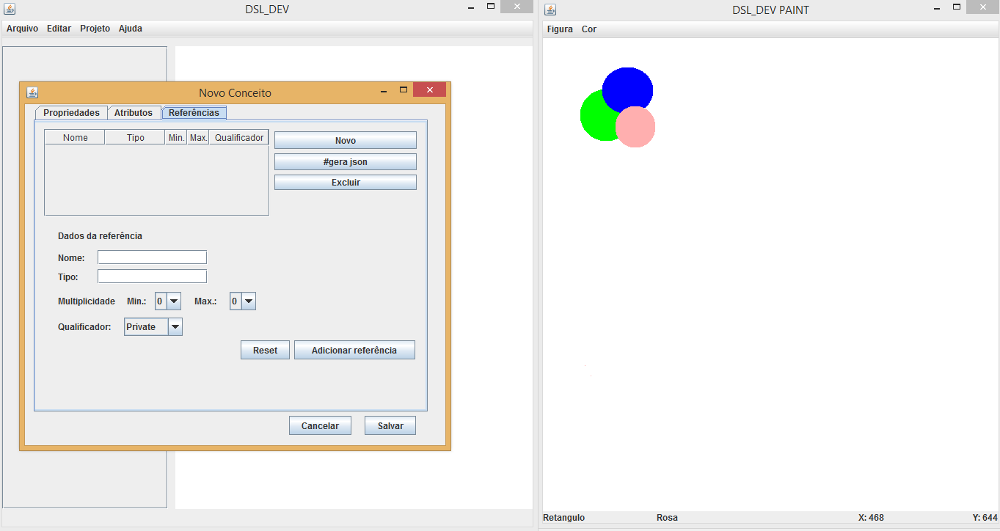 DSL_DEV
Arquivo Editar Projeto Ajuda
Novo Conceito
Propriedades Atributos Referências
Nome Tipo Min. Max. Qualificador
Novo
#gera json
Excluir
Dados da referência
Nome:
Tipo:
Multiplicidade Min.: 0 Max.: 0
Qualificador: Private
Reset Adicionar referência
Cancelar Salvar
DSL_DEV PAINT
Figura Cor
Retangulo Rosa X: 468 Y: 644